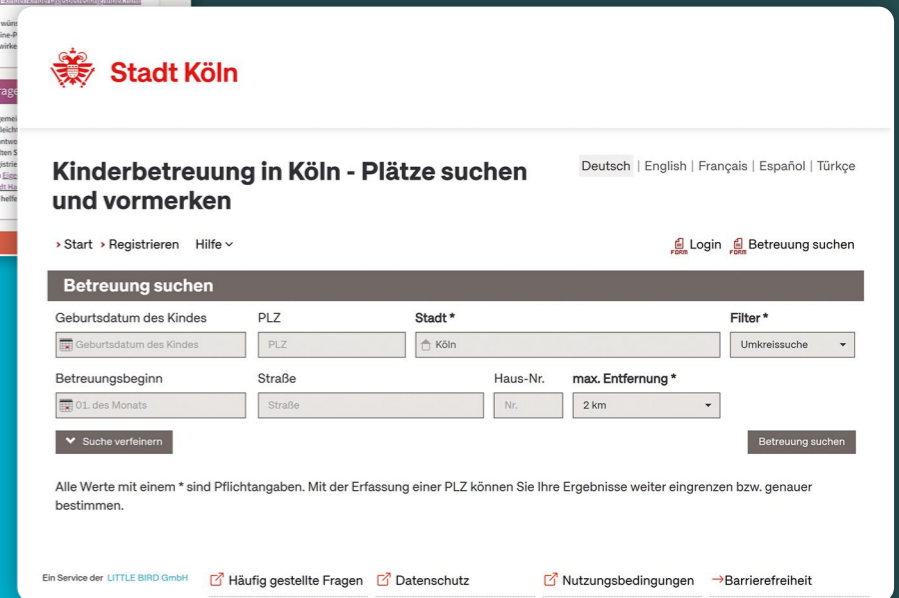 Stadt Köln
Kinderbetreuung in Köln - Plätze suchen
und vormerken
Deutsch | English | Français | Español | Türkçe
Start Registrieren Hilfe
FORM Login FORM Betreuung suchen
Betreuung suchen
Geburtsdatum des Kindes PLZ Stadt * Filter *
Geburtsdatum des Kindes PLZ Köln Umkreissuche
Betreuungsbeginn Straße Haus-Nr. max. Entfernung *
01. des Monats Straße Nr. 2 km
Suche verfeinern Betreuung suchen
Alle Werte mit einem * sind Pflichtangaben. Mit der Erfassung einer PLZ können Sie Ihre Ergebnisse weiter eingrenzen bzw. genauer
bestimmen.
Ein Service der LITTLE BIRD GmbH Häufig gestellte Fragen Datenschutz Nutzungsbedingungen →Barrierefreiheit